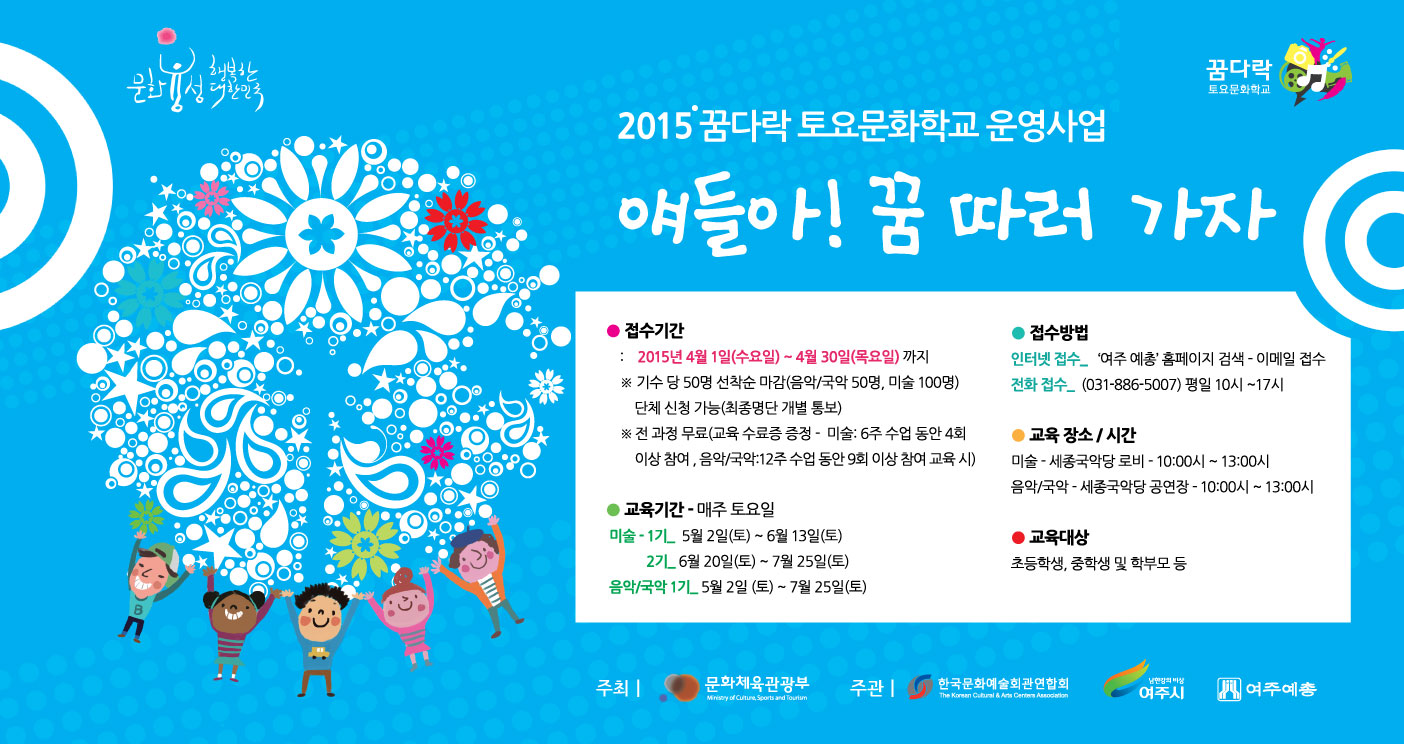 문화융성 행복한 대한민국
꿈다락
토요문화학교
2015 꿈다락 토요문화학교 운영사업
얘들아! 꿈 따러 가자
● 접수기간
: 2015년 4월 1일(수요일) ~ 4월 30일(목요일) 까지
※ 기수 당 50명 선착순 마감(음악/국악 50명, 미술 100명)
단체 신청 가능(최종명단 개별 통보)
※ 전 과정 무료(교육 수료증 증정 - 미술: 6주 수업 동안 4회
이상 참여 , 음악/국악:12주 수업 동안 9회 이상 참여 교육 시)
● 교육기간 - 매주 토요일
미술 - 1기_ 5월 2일(토) ~ 6월 13일(토)
2기_ 6월 20일(토) ~ 7월 25일(토)
음악/국악 1기_ 5월 2일 (토) ~ 7월 25일(토)
● 접수방법
인터넷 접수_ ‘여주 예총’ 홈페이지 검색 - 이메일 접수
전화 접수_ (031-886-5007) 평일 10시 ~17시
● 교육 장소 / 시간
미술 - 세종국악당 로비 - 10:00시 ~ 13:00시
음악/국악 - 세종국악당 공연장 - 10:00시 ~ 13:00시
● 교육대상
초등학생, 중학생 및 학부모 등
B
주최 | 문화체육관광부
Ministry of Culture, Sports and Tourism
주관 | 한국문화예술회관연합회
The Korean Cultural & Arts Centers Association
남한강의 비상
여주시
여주예총